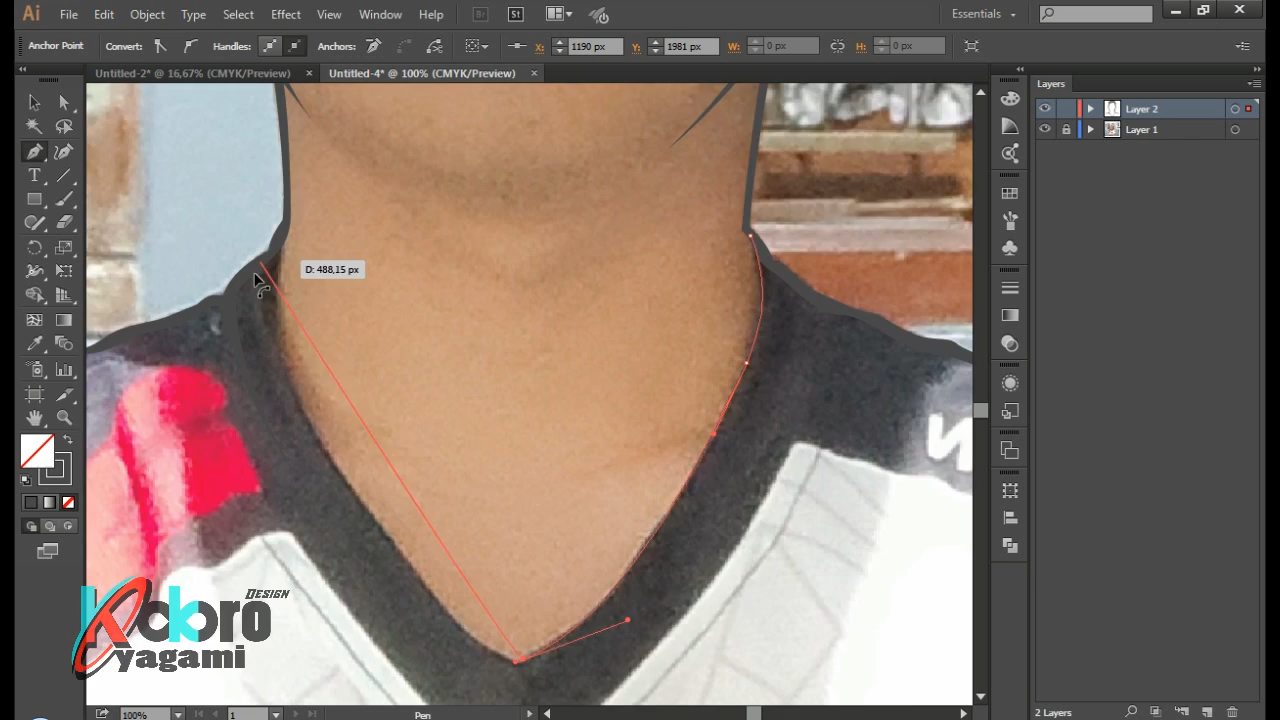 Ai File Edit Object Type Select Effect View Window Help Br St Essentials
Anchor Point Convert: Handles: Anchors: X: 1190 px Y: 1981 px W: 0 px H: 0 px
Untitled-2* @ 16,67% (CMYK/Preview) × Untitled-4* @ 100% (CMYK/Preview) ×
Layers
Layer 2
Layer 1
D: 488,15 px
DESIGN
Kokoro
yagami
100% 1 Pen 2 Layers